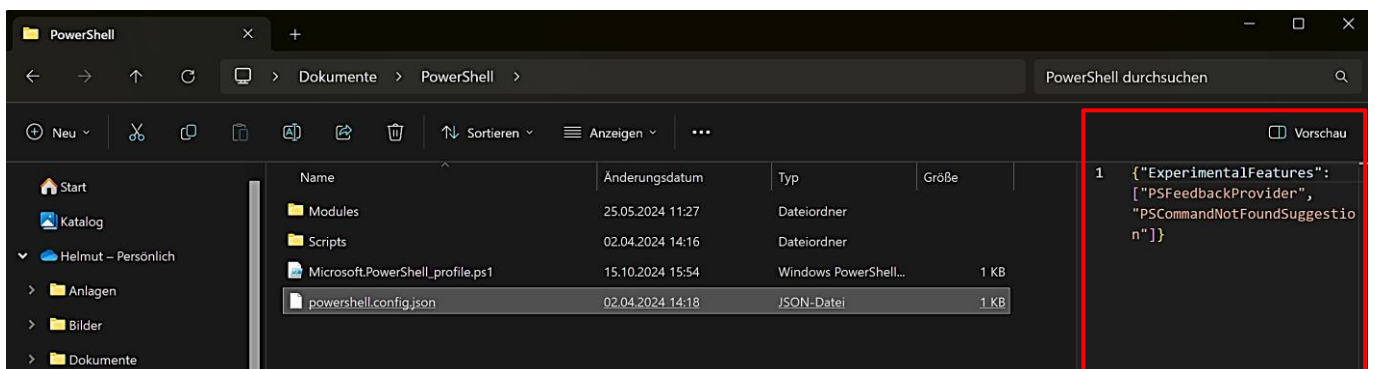 PowerShell
Dokumente > PowerShell >
PowerShell durchsuchen
Neu
Sortieren
Anzeigen
Vorschau
Start
Katalog
Helmut – Persönlich
Anlagen
Bilder
Dokumente
Name Änderungsdatum Typ Größe
Modules 25.05.2024 11:27 Dateiordner
Scripts 02.04.2024 14:16 Dateiordner
Microsoft.PowerShell_profile.ps1 15.10.2024 15:54 Windows PowerShell... 1 KB
powershell.config.json 02.04.2024 14:18 JSON-Datei 1 KB
1 {"ExperimentalFeatures":
["PSFeedbackProvider",
"PSCommandNotFoundSuggestio
n"]}